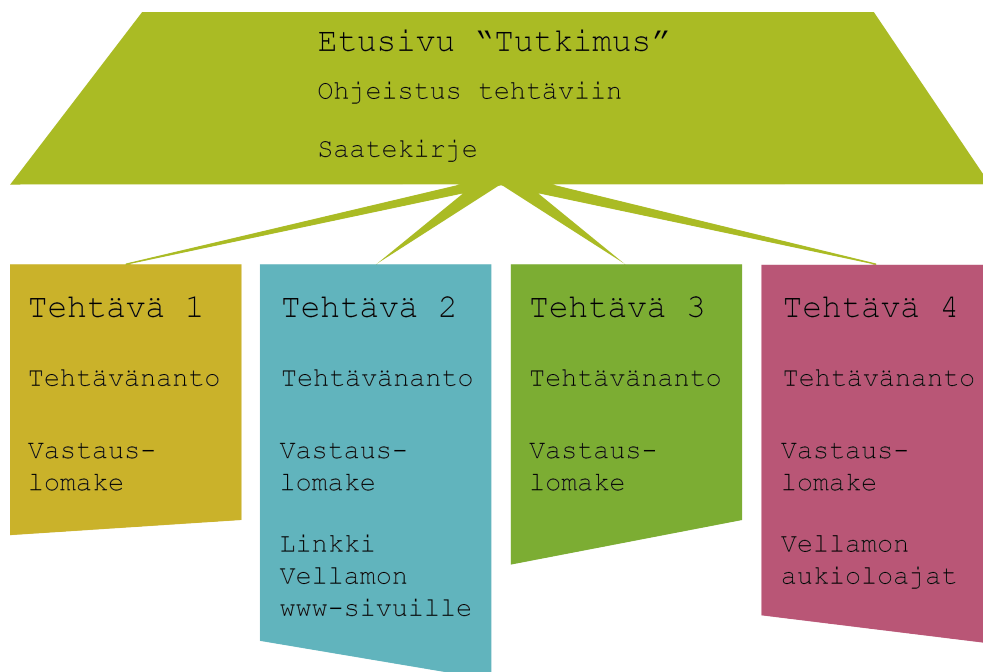 Etusivu “Tutkimus”
Ohjeistus tehtäviin
Saatekirje
Tehtävä 1
Tehtävänanto
Vastaus-
lomake
Tehtävä 2
Tehtävänanto
Vastaus-
lomake
Linkki
Vellamon
www-sivuille
Tehtävä 3
Tehtävänanto
Vastaus-
lomake
Tehtävä 4
Tehtävänanto
Vastaus-
lomake
Vellamon
aukioloajat